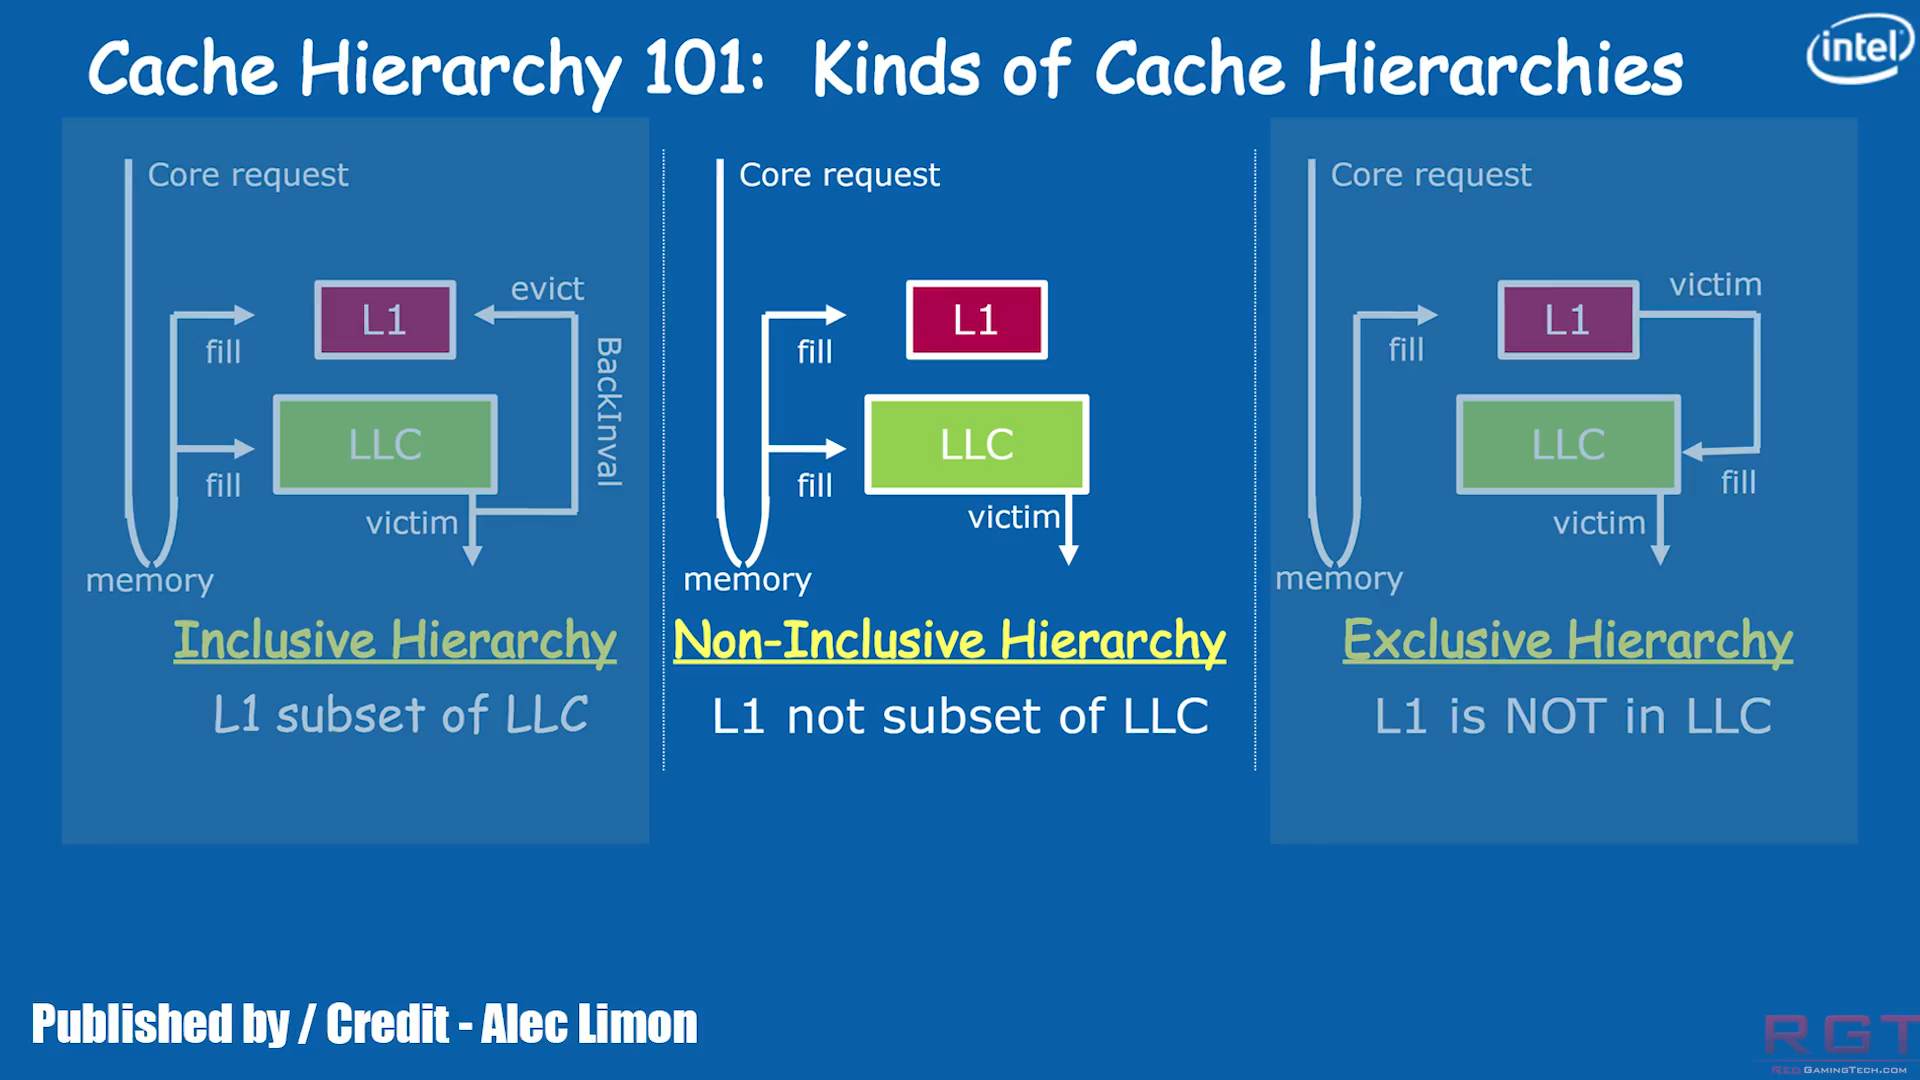 Cache Hierarchy 101: Kinds of Cache Hierarchies
intel
Core request
L1
evict
fill
BackInval
LLC
fill
victim
memory
Inclusive Hierarchy
L1 subset of LLC
Core request
L1
fill
LLC
fill
victim
memory
Non-Inclusive Hierarchy
L1 not subset of LLC
Core request
victim
L1
fill
LLC
fill
victim
memory
Exclusive Hierarchy
L1 is NOT in LLC
Published by / Credit - Alec Limon
RGT
REDGAMINGTECH.COM